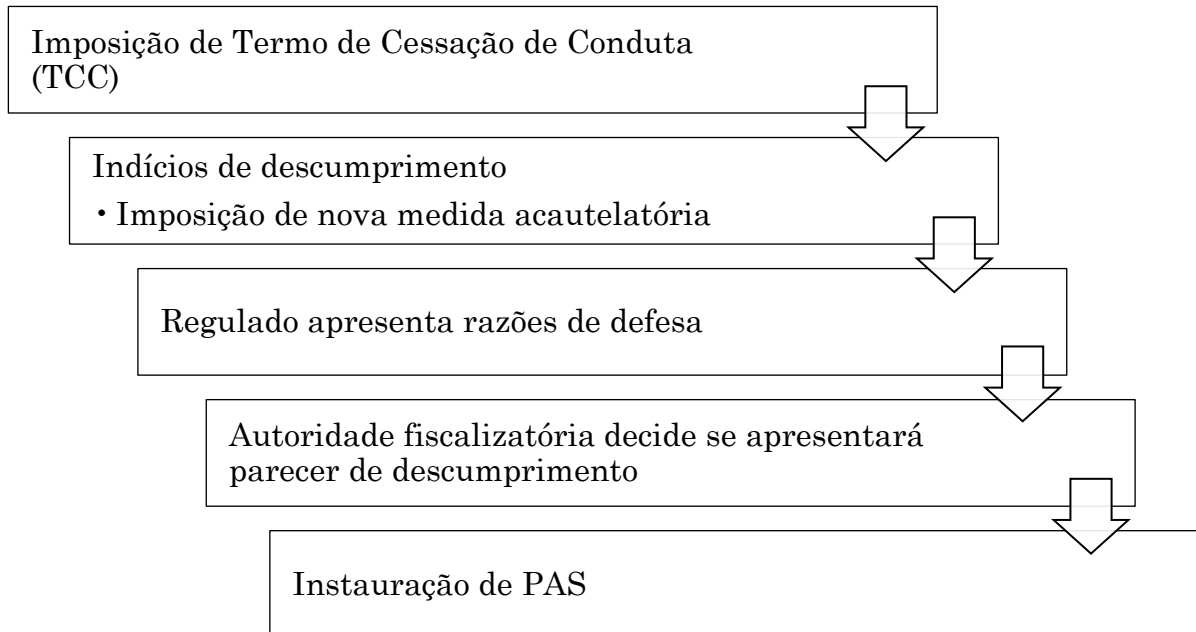 Imposição de Termo de Cessação de Conduta
(TCC)
Indícios de descumprimento
• Imposição de nova medida acautelatória
Regulado apresenta razões de defesa
Autoridade fiscalizatória decide se apresentará
parecer de descumprimento
Instauração de PAS